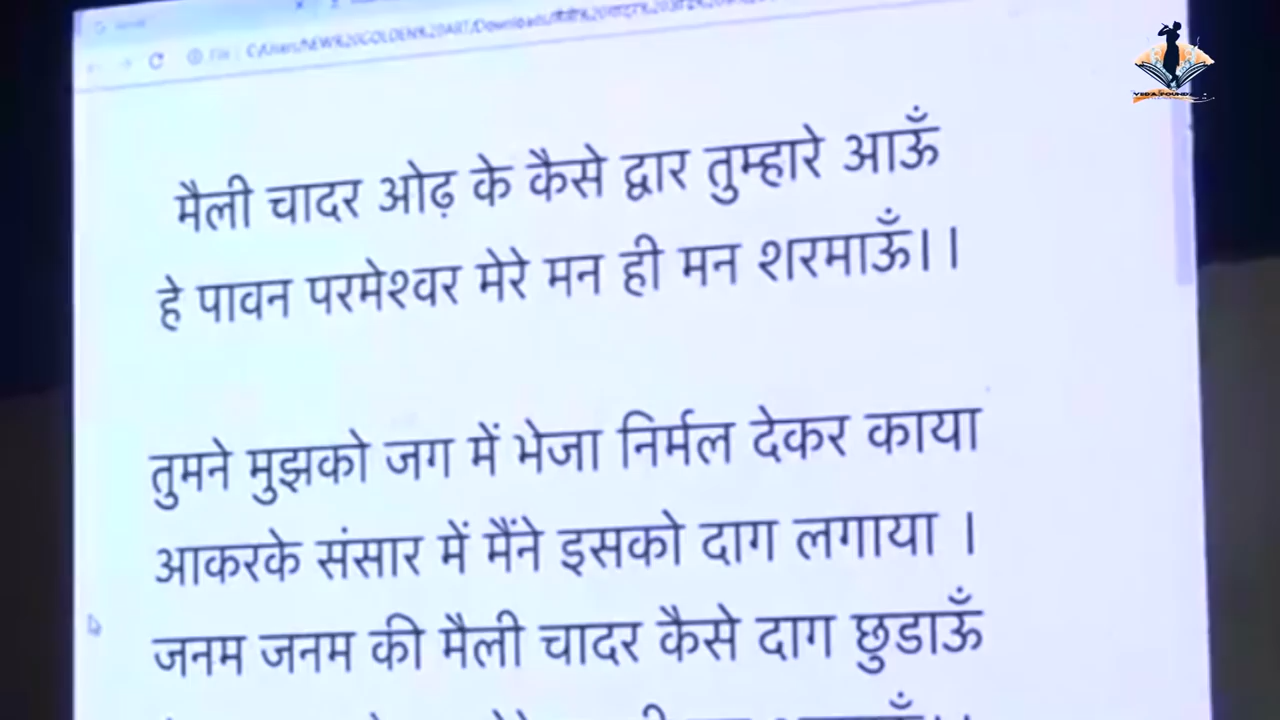 मैली चादर ओढ़ के कैसे द्वार तुम्हारे आऊँ
हे पावन परमेश्वर मेरे मन ही मन शरमाऊँ।।
तुमने मुझको जग में भेजा निर्मल देकर काया
आकरके संसार में मैंने इसको दाग लगाया ।
जनम जनम की मैली चादर कैसे दाग छुडाऊँ